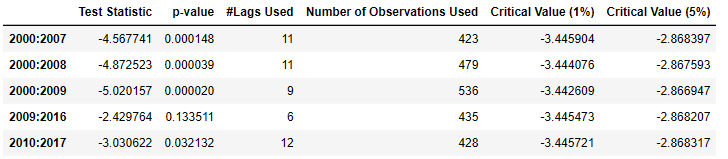 Test Statistic p-value #Lags Used Number of Observations Used Critical Value (1%) Critical Value (5%)
2000:2007 -4.567741 0.000148 11 423 -3.445904 -2.868397
2000:2008 -4.872523 0.000039 11 479 -3.444076 -2.867593
2000:2009 -5.020157 0.000020 9 536 -3.442609 -2.866947
2009:2016 -2.429764 0.133511 6 435 -3.445473 -2.868207
2010:2017 -3.030622 0.032132 12 428 -3.445721 -2.868317